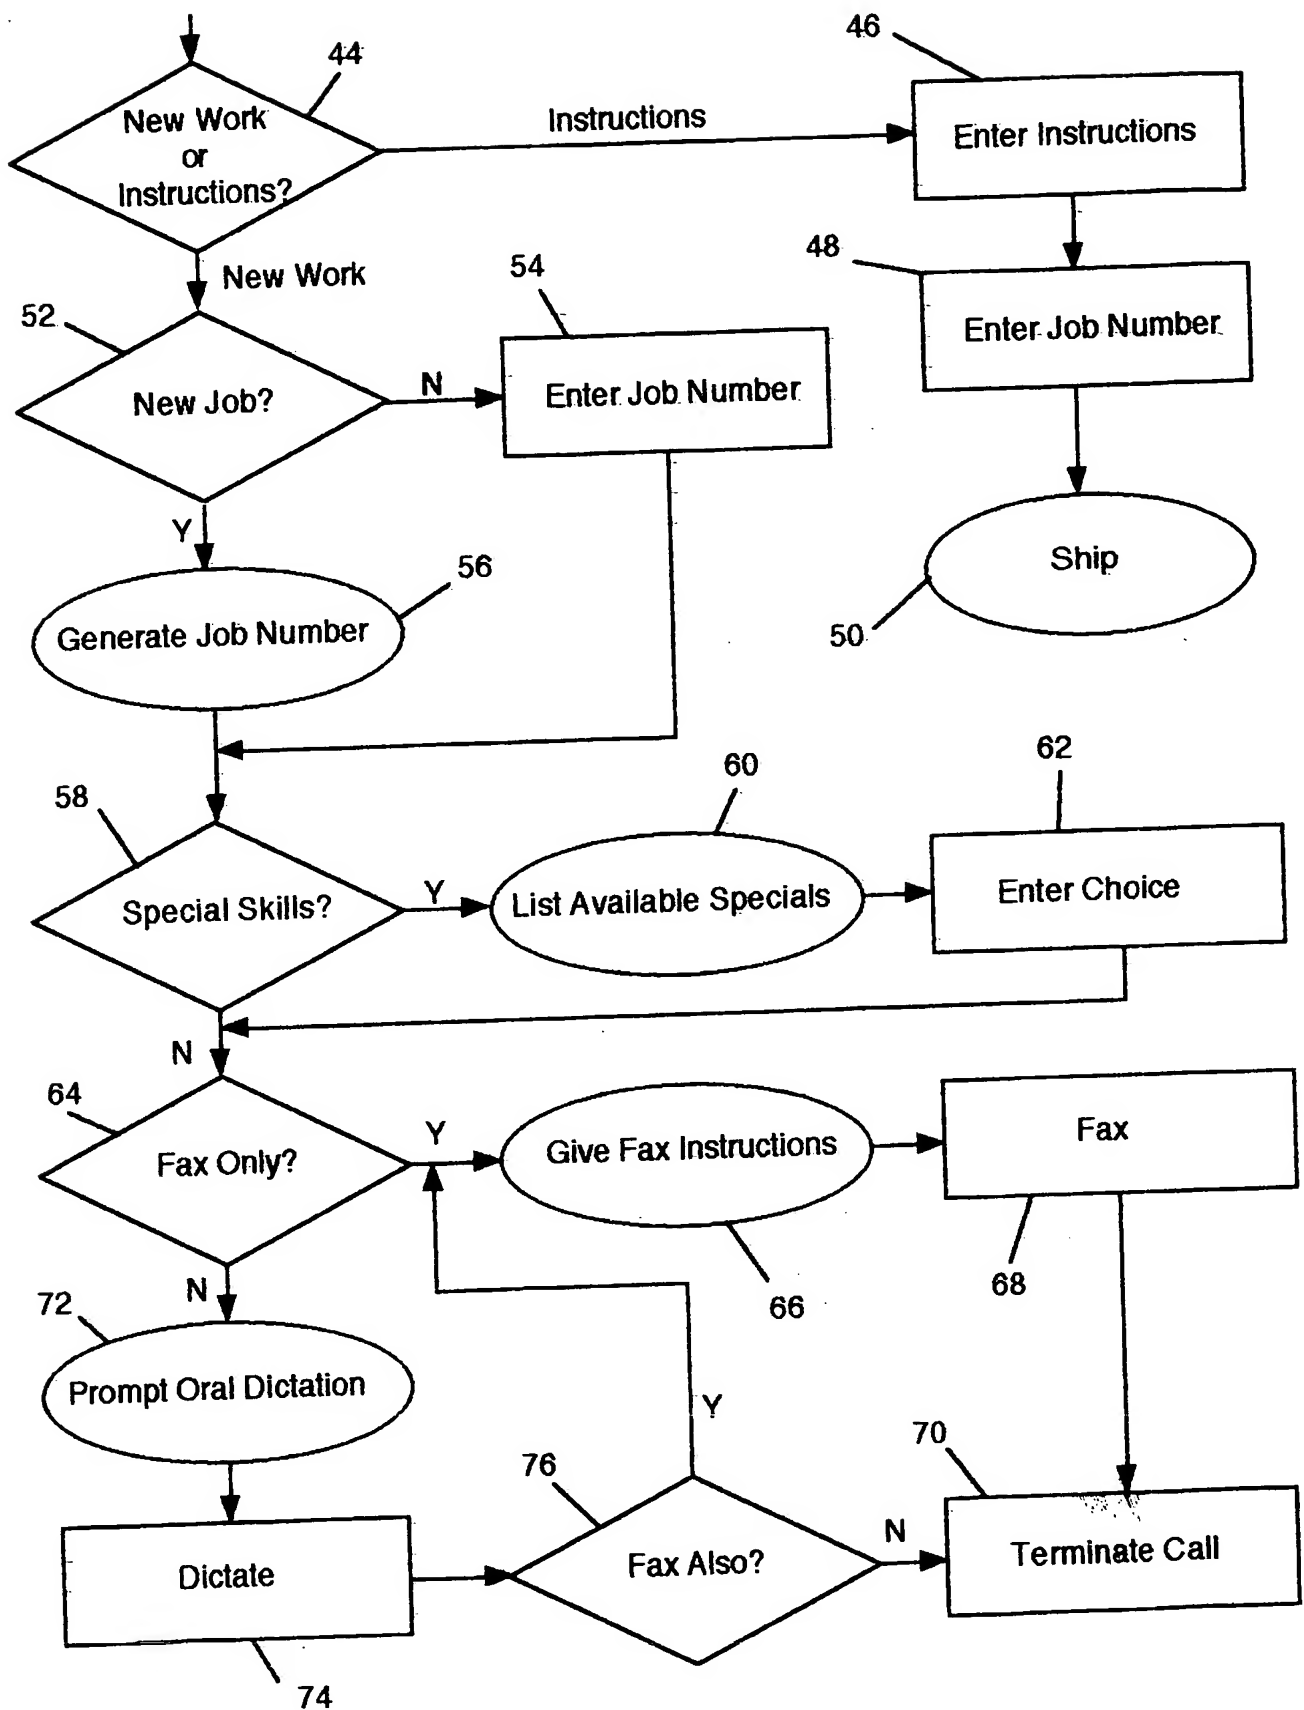 44
46
New Work
or
Instructions?
Instructions
Enter Instructions
New Work
48
Enter Job Number
52
54
New Job?
N
Enter Job Number
Y
50
Ship
56
Generate Job Number
58
60
62
Special Skills?
Y
List Available Specials
Enter Choice
N
64
Fax Only?
Y
Give Fax Instructions
Fax
66
68
N
72
Prompt Oral Dictation
Y
70
76
Dictate
Fax Also?
N
Terminate Call
74